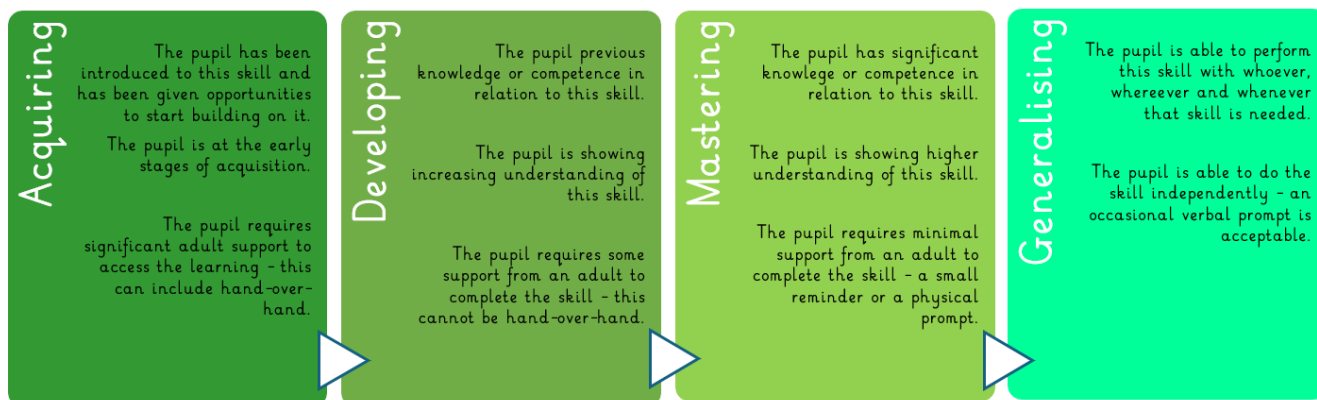 Acquiring
The pupil has been
introduced to this skill and
has been given opportunities
to start building on it.
The pupil is at the early
stages of acquisition.
The pupil requires
significant adult support to
access the learning - this
can include hand-over-
hand.
Developing
The pupil previous
knowledge or competence in
relation to this skill.
The pupil is showing
increasing understanding of
this skill.
The pupil requires some
support from an adult to
complete the skill - this
cannot be hand-over-hand.
Mastering
The pupil has significant
knowlege or competence in
relation to this skill.
The pupil is showing higher
understanding of this skill.
The pupil requires minimal
support from an adult to
complete the skill - a small
reminder or a physical
prompt.
Generalising
The pupil is able to perform
this skill with whoever,
whereever and whenever
that skill is needed.
The pupil is able to do the
skill independently - an
occasional verbal prompt is
acceptable.